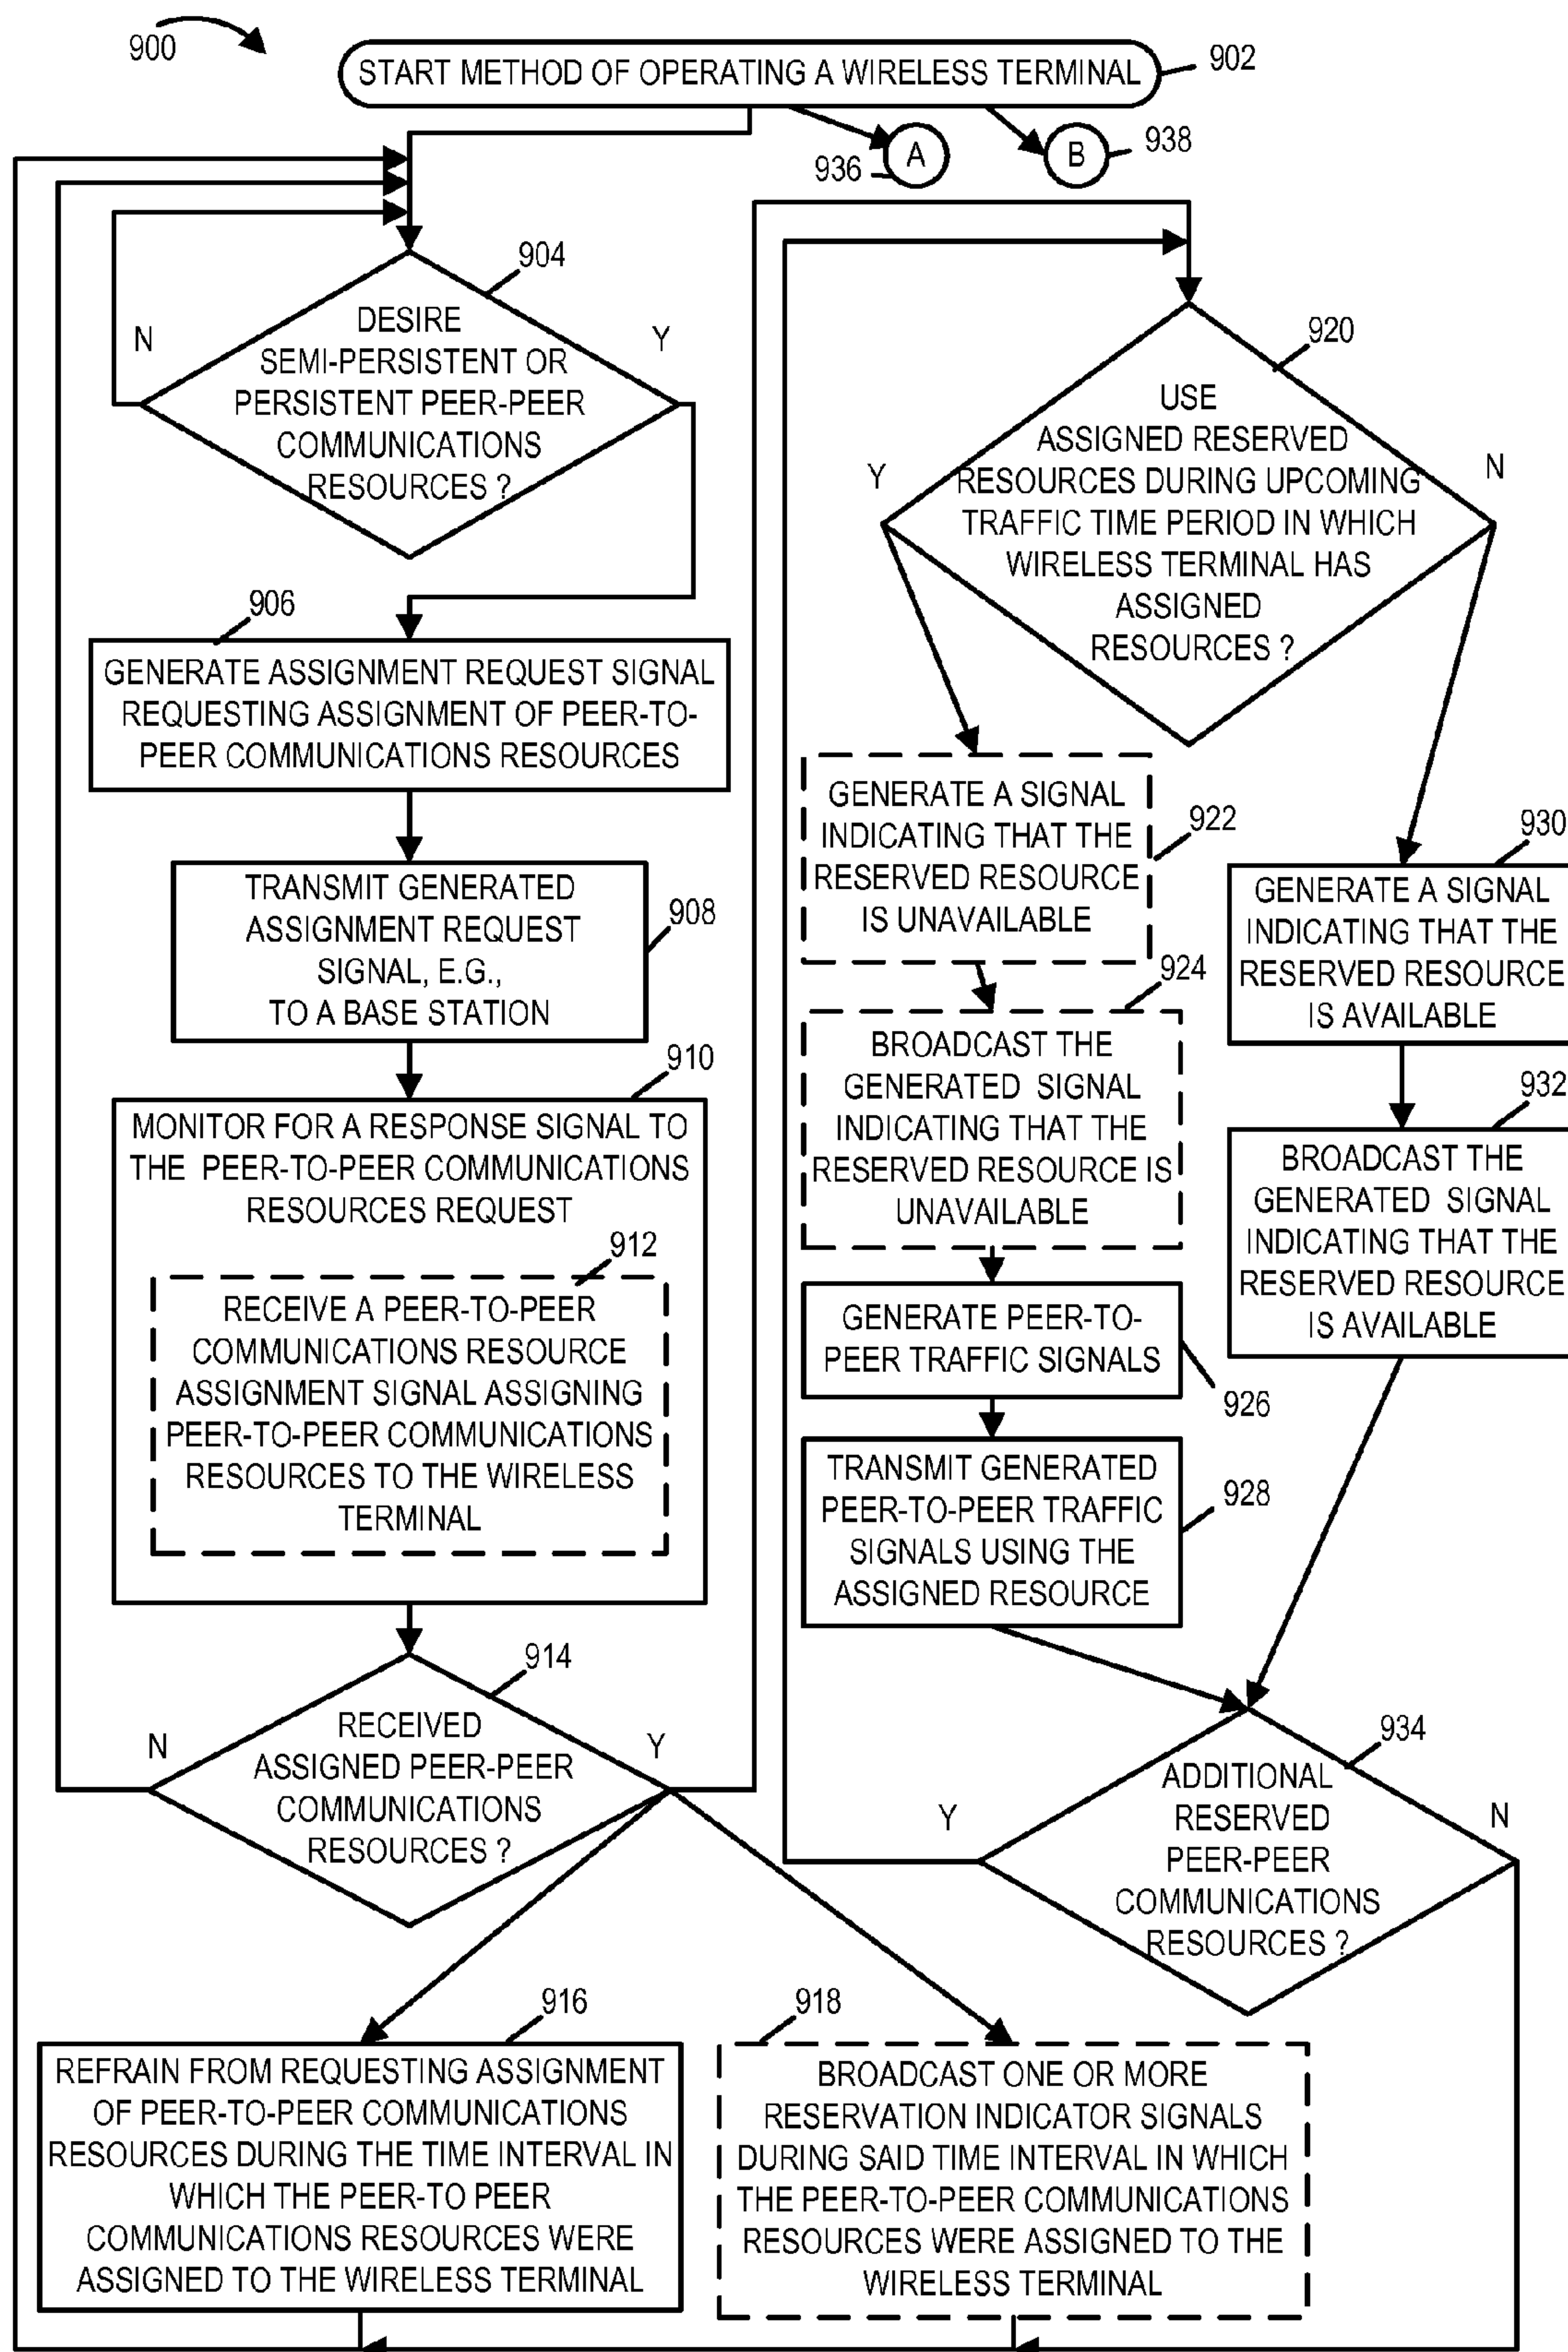 900
START METHOD OF OPERATING A WIRELESS TERMINAL
902
936
A
B
938
904
DESIRE
SEMI-PERSISTENT OR
PERSISTENT PEER-PEER
COMMUNICATIONS
RESOURCES ?
N
Y
906
GENERATE ASSIGNMENT REQUEST SIGNAL
REQUESTING ASSIGNMENT OF PEER-TO-
PEER COMMUNICATIONS RESOURCES
TRANSMIT GENERATED
ASSIGNMENT REQUEST
SIGNAL, E.G.,
TO A BASE STATION
908
910
MONITOR FOR A RESPONSE SIGNAL TO
THE PEER-TO-PEER COMMUNICATIONS
RESOURCES REQUEST
912
RECEIVE A PEER-TO-PEER
COMMUNICATIONS RESOURCE
ASSIGNMENT SIGNAL ASSIGNING
PEER-TO-PEER COMMUNICATIONS
RESOURCES TO THE WIRELESS
TERMINAL
914
N
Y
RECEIVED
ASSIGNED PEER-PEER
COMMUNICATIONS
RESOURCES ?
916
REFRAIN FROM REQUESTING ASSIGNMENT
OF PEER-TO-PEER COMMUNICATIONS
RESOURCES DURING THE TIME INTERVAL IN
WHICH THE PEER-TO PEER
COMMUNICATIONS RESOURCES WERE
ASSIGNED TO THE WIRELESS TERMINAL
918
BROADCAST ONE OR MORE
RESERVATION INDICATOR SIGNALS
DURING SAID TIME INTERVAL IN WHICH
THE PEER-TO-PEER COMMUNICATIONS
RESOURCES WERE ASSIGNED TO THE
WIRELESS TERMINAL
920
USE
ASSIGNED RESERVED
RESOURCES DURING UPCOMING
TRAFFIC TIME PERIOD IN WHICH
WIRELESS TERMINAL HAS
ASSIGNED
RESOURCES ?
Y
N
GENERATE A SIGNAL
INDICATING THAT THE
RESERVED RESOURCE
IS UNAVAILABLE
922
924
BROADCAST THE
GENERATED SIGNAL
INDICATING THAT THE
RESERVED RESOURCE IS
UNAVAILABLE
GENERATE PEER-TO-
PEER TRAFFIC SIGNALS
926
TRANSMIT GENERATED
PEER-TO-PEER TRAFFIC
SIGNALS USING THE
ASSIGNED RESOURCE
928
930
GENERATE A SIGNAL
INDICATING THAT THE
RESERVED RESOURCE
IS AVAILABLE
932
BROADCAST THE
GENERATED SIGNAL
INDICATING THAT THE
RESERVED RESOURCE
IS AVAILABLE
934
Y
N
ADDITIONAL
RESERVED
PEER-PEER
COMMUNICATIONS
RESOURCES ?